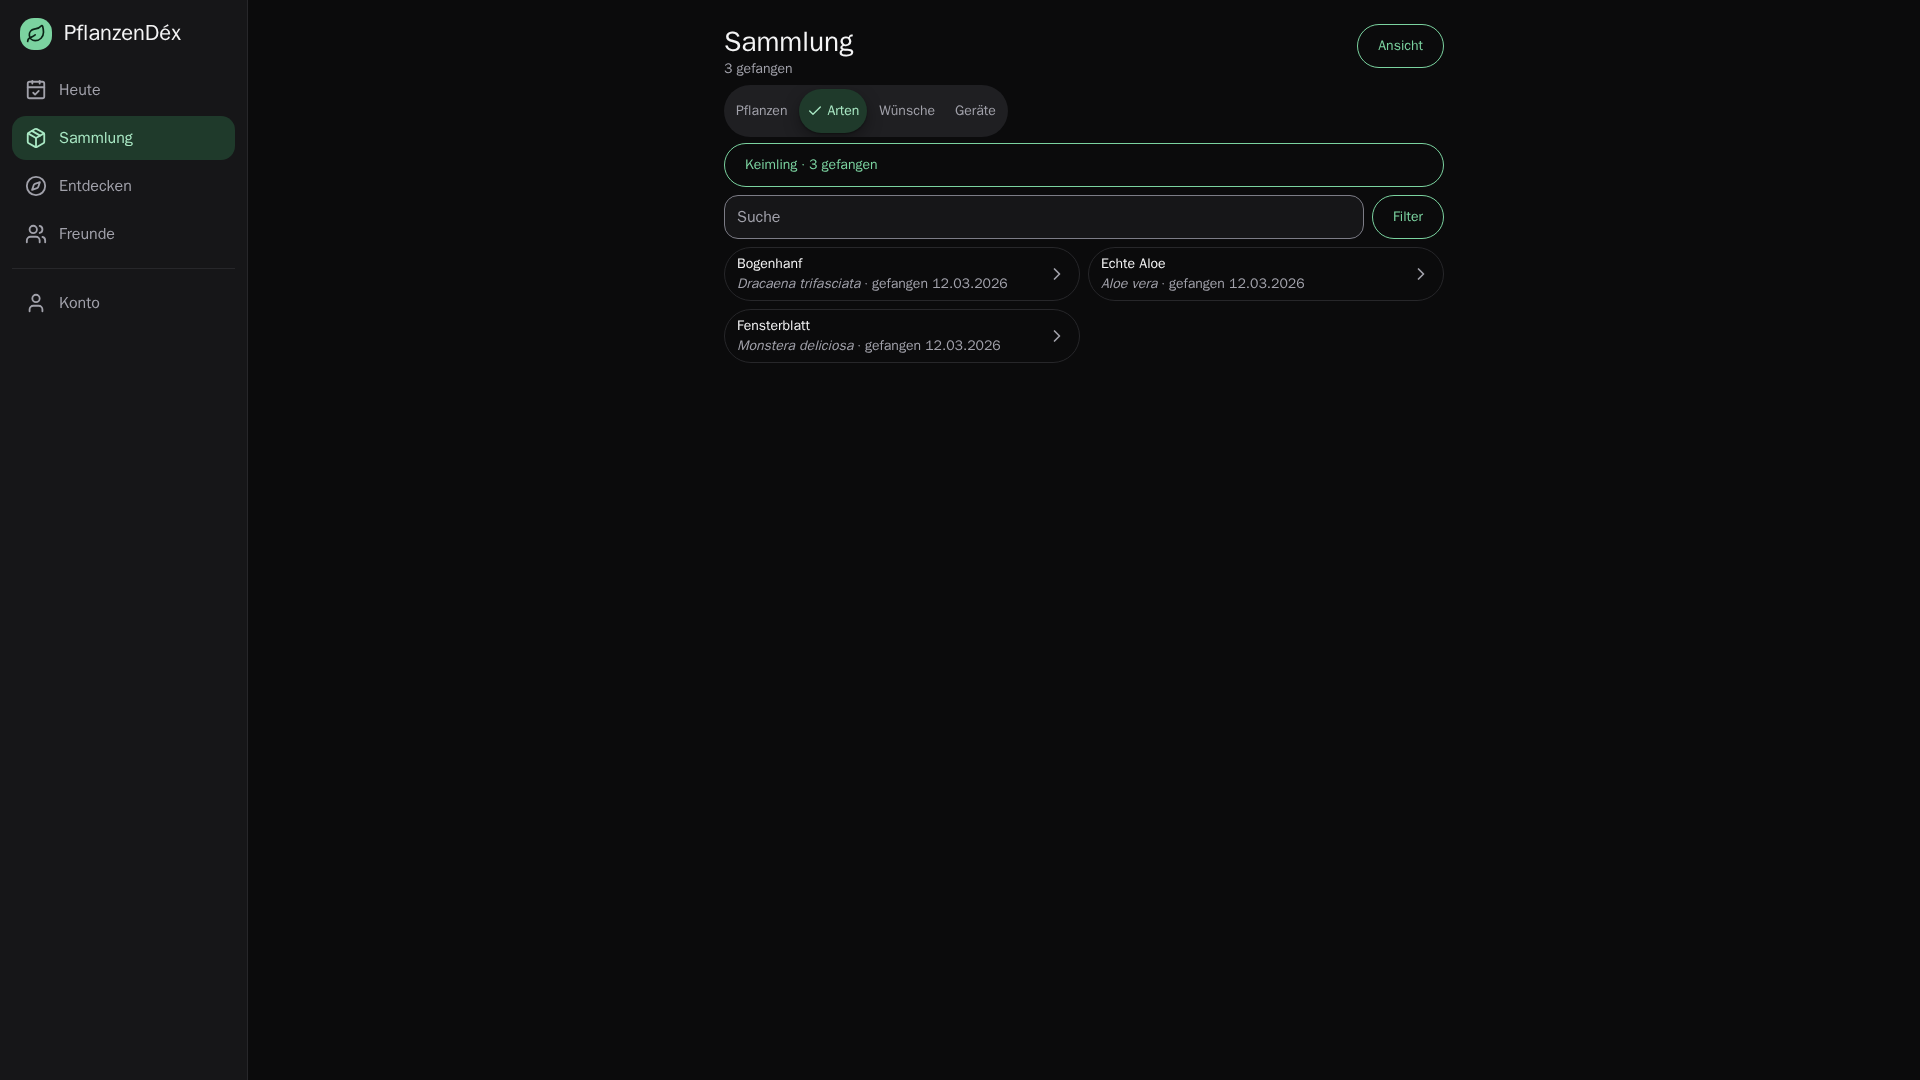 PflanzenDéx
Heute
Sammlung
Entdecken
Freunde
Konto
Sammlung
3 gefangen
Ansicht
Pflanzen
Arten
Wünsche
Geräte
Keimling · 3 gefangen
Suche
Filter
Bogenhanf
Dracaena trifasciata · gefangen 12.03.2026
Echte Aloe
Aloe vera · gefangen 12.03.2026
Fensterblatt
Monstera deliciosa · gefangen 12.03.2026